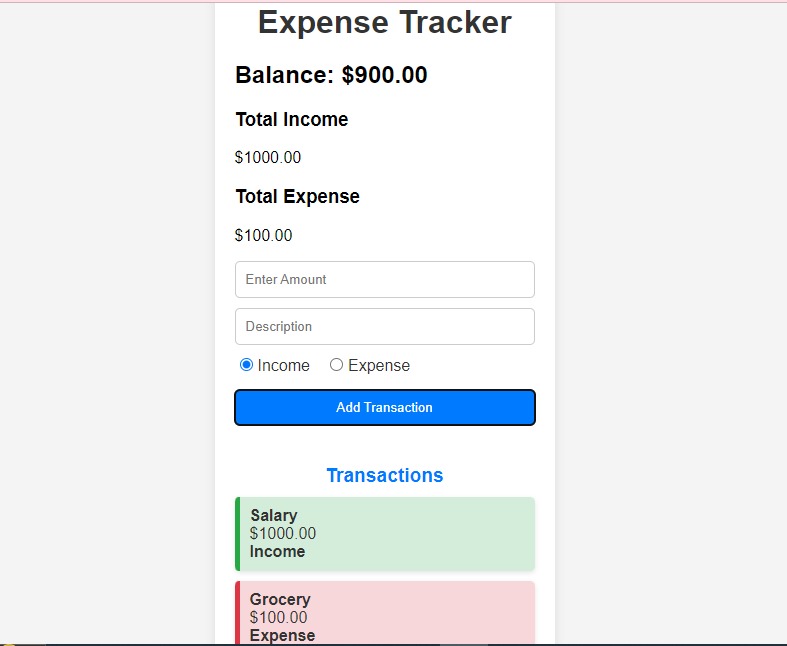 Expense Tracker
Balance: $900.00
Total Income
$1000.00
Total Expense
$100.00
Enter Amount
Description
Income Expense
Add Transaction
Transactions
Salary
$1000.00
Income
Grocery
$100.00
Expense